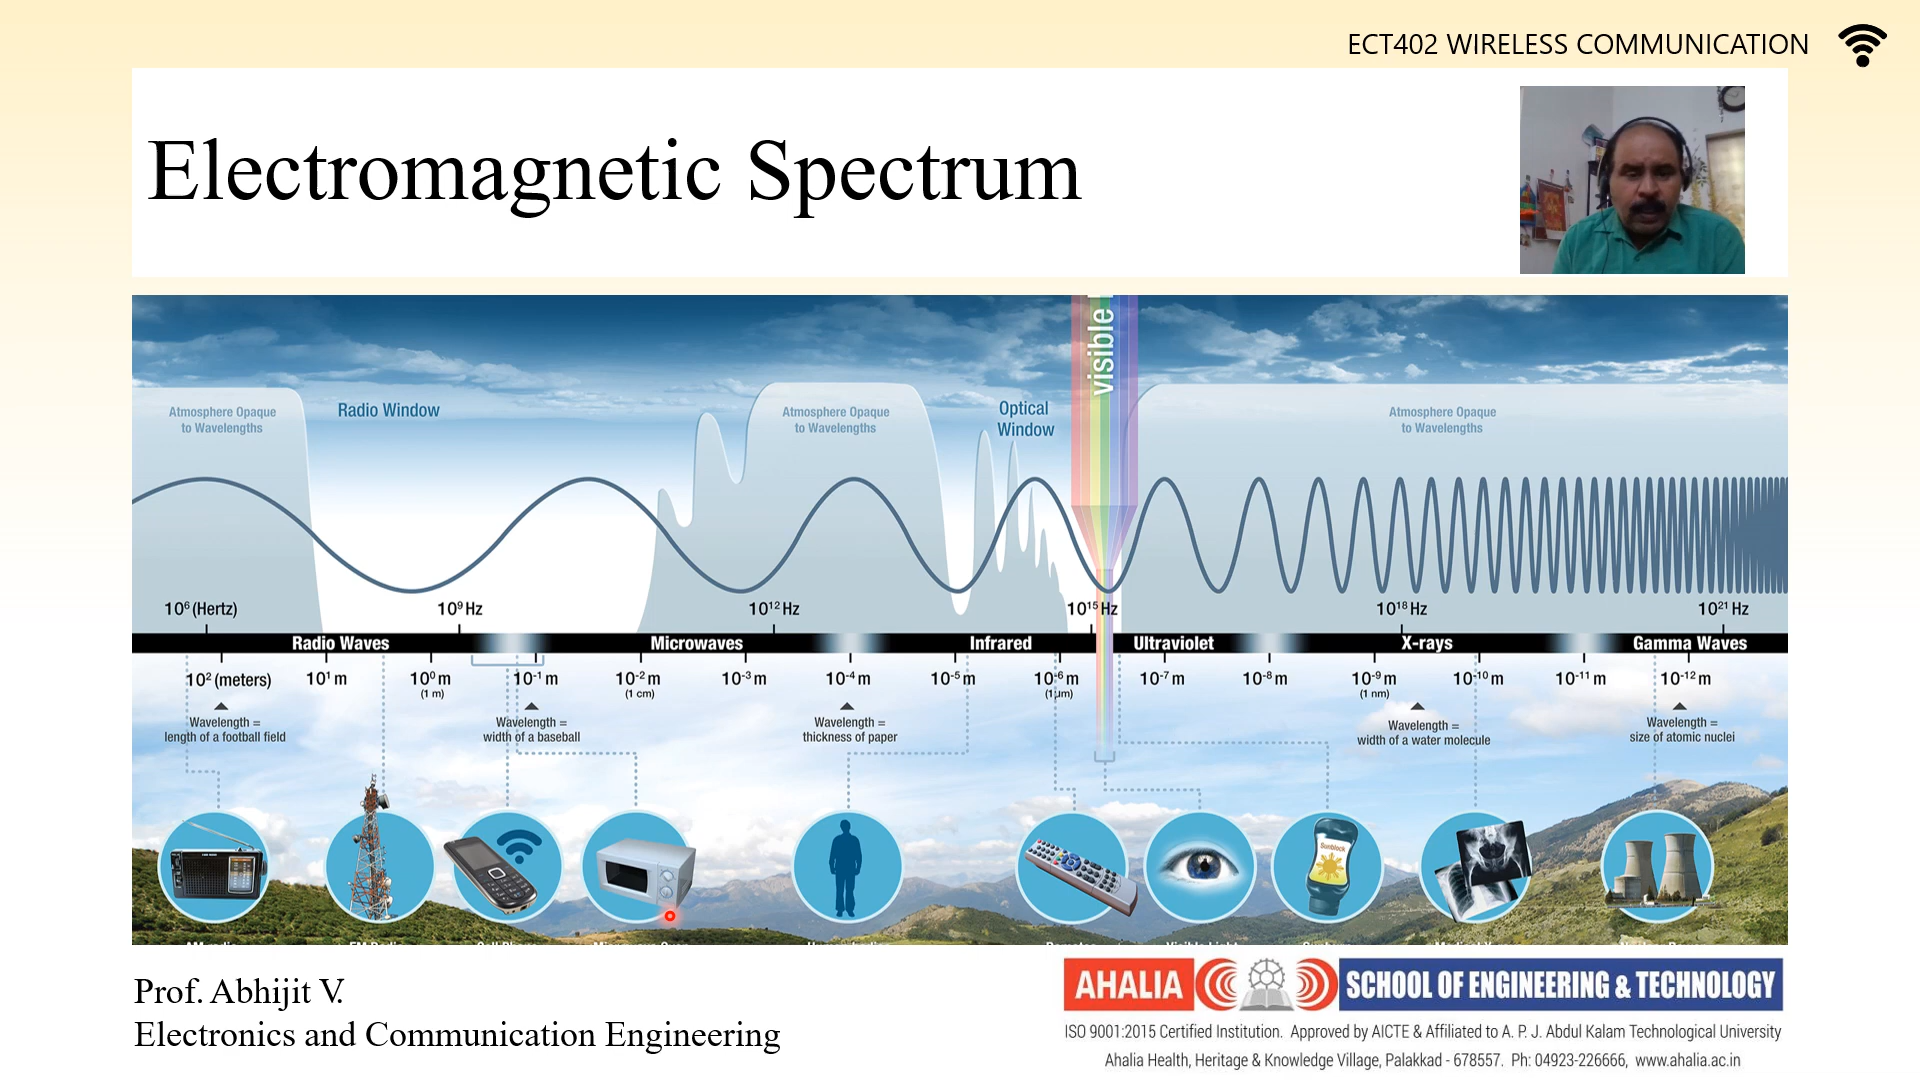 ECT402 WIRELESS COMMUNICATION
Electromagnetic Spectrum
visible
Atmosphere Opaque
to Wavelengths
Radio Window
Atmosphere Opaque
to Wavelengths
Optical
Window
Atmosphere Opaque
to Wavelengths
10⁶ (Hertz) 10⁹ Hz 10¹² Hz 10¹⁵ Hz 10¹⁸ Hz 10²¹ Hz
Radio Waves Microwaves Infrared Ultraviolet X-rays Gamma Waves
10² (meters) 10¹ m 10⁰ m 10⁻¹ m 10⁻² m 10⁻³ m 10⁻⁴ m 10⁻⁵ m 10⁻⁶ m 10⁻⁷ m 10⁻⁸ m 10⁻⁹ m 10⁻¹⁰ m 10⁻¹¹ m 10⁻¹² m
(1 m) (1 cm) (1μm) (1 nm)
Wavelength =
length of a football field
Wavelength =
width of a baseball
Wavelength =
thickness of paper
Wavelength =
width of a water molecule
Wavelength =
size of atomic nuclei
Sunblock
Prof. Abhijit V.
Electronics and Communication Engineering
AHALIA SCHOOL OF ENGINEERING & TECHNOLOGY
ISO 9001:2015 Certified Institution. Approved by AICTE & Affiliated to A. P. J. Abdul Kalam Technological University
Ahalia Health, Heritage & Knowledge Village, Palakkad - 678557. Ph: 04923-226666, www.ahalia.ac.in